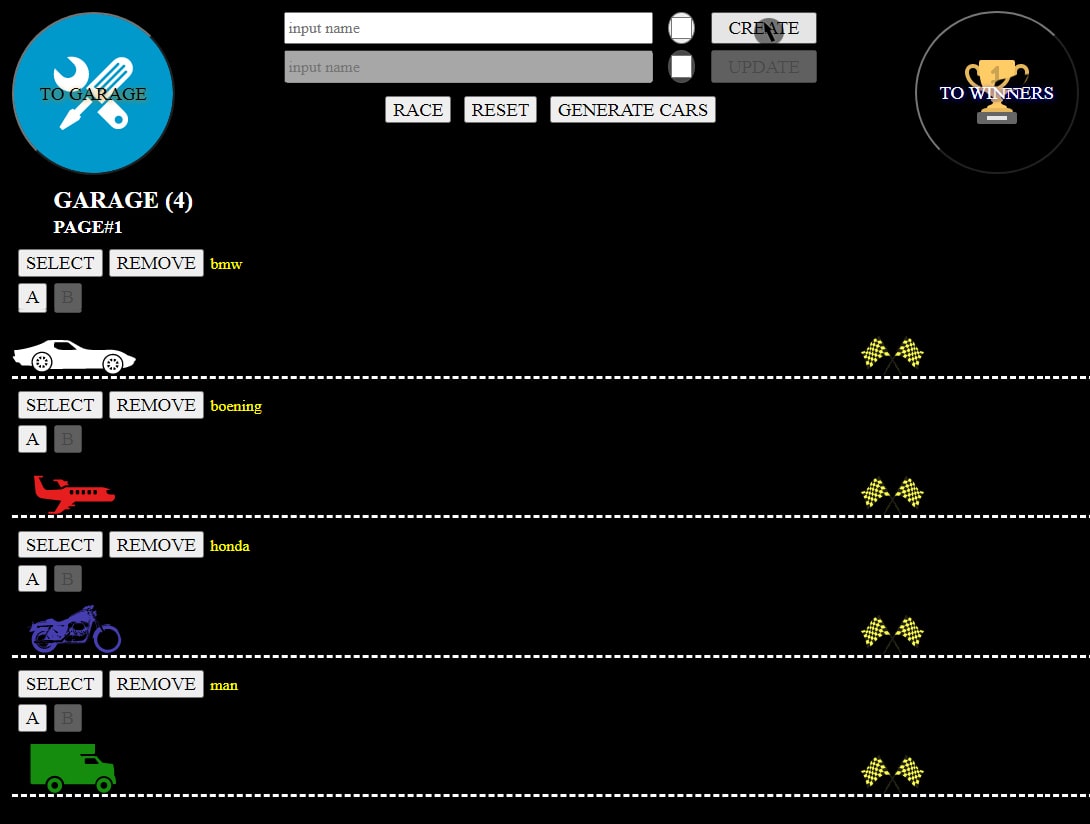 TO GARAGE
input name
CREATE
input name
UPDATE
RACE RESET GENERATE CARS
1
TO WINNERS
GARAGE (4)
PAGE#1
SELECT REMOVE bmw
A B
SELECT REMOVE boening
A B
SELECT REMOVE honda
A B
SELECT REMOVE man
A B